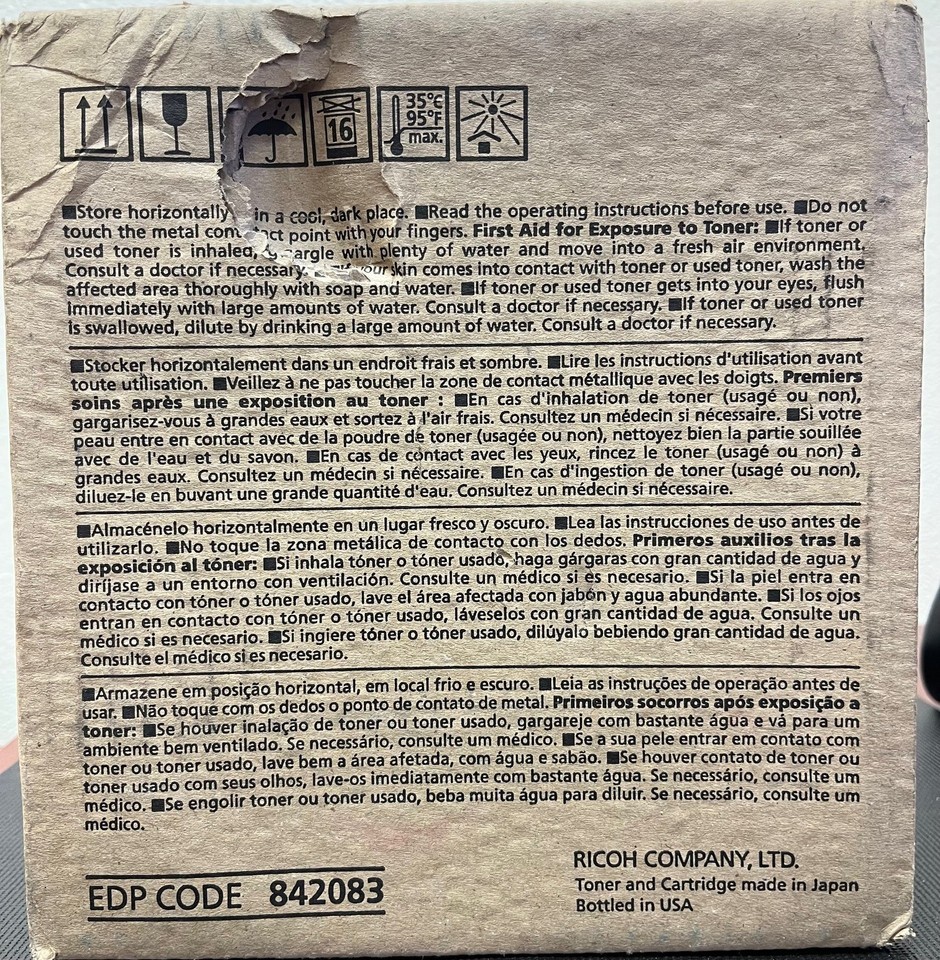 16
35°C
95°F
max.
■Store horizontally in a cool, dark place. ■Read the operating instructions before use. ■Do not
touch the metal point with your fingers. First Aid for Exposure to Toner: ■If toner or
used toner is inhaled, with plenty of water and move into a fresh air environment.
Consult a doctor if necessary. your skin comes into contact with toner or used toner, wash the
affected area thoroughly with soap and water. ■If toner or used toner gets into your eyes, flush
immediately with large amounts of water. Consult a doctor if necessary. ■If toner or used toner
is swallowed, dilute by drinking a large amount of water. Consult a doctor if necessary.
■Stocker horizontalement dans un endroit frais et sombre. ■Lire les instructions d'utilisation avant
toute utilisation. ■Veillez à ne pas toucher la zone de contact métallique avec les doigts. Premiers
soins après une exposition au toner : ■En cas d'inhalation de toner (usagé ou non),
gargarisez-vous à grandes eaux et sortez à l'air frais. Consultez un médecin si nécessaire. ■Si votre
peau entre en contact avec de la poudre de toner (usagée ou non), nettoyez bien la partie souillée
avec de l'eau et du savon. ■En cas de contact avec les yeux, rincez le toner (usagé ou non) à
grandes eaux. Consultez un médecin si nécessaire. ■En cas d'ingestion de toner (usagé ou non),
diluez-le en buvant une grande quantité d'eau. Consultez un médecin si nécessaire.
■Almacénelo horizontalmente en un lugar fresco y oscuro. ■Lea las instrucciones de uso antes de
utilizarlo. ■No toque la zona metálica de contacto con los dedos. Primeros auxilios tras la
exposición al tóner: ■Si inhala tóner o tóner usado, haga gárgaras con gran cantidad de agua y
diríjase a un entorno con ventilación. Consulte un médico si es necesario. ■Si la piel entra en
contacto con tóner o tóner usado, lave el área afectada con jabón y agua abundante. ■Si los ojos
entran en contacto con tóner o tóner usado, láveselos con gran cantidad de agua. Consulte un
médico si es necesario. ■Si ingiere tóner o tóner usado, dilúyalo bebiendo gran cantidad de agua.
Consulte el médico si es necesario.
■Armazene em posição horizontal, em local frio e escuro. ■Leia as instruções de operação antes de
usar. ■Não toque com os dedos o ponto de contato de metal. Primeiros socorros após exposição a
toner: ■Se houver inalação de toner ou toner usado, gargareje com bastante água e vá para um
ambiente bem ventilado. Se necessário, consulte um médico. ■Se a sua pele entrar em contato com
toner ou toner usado, lave bem a área afetada, com água e sabão. ■Se houver contato de toner ou
toner usado com seus olhos, lave-os imediatamente com bastante água. Se necessário, consulte um
médico. ■Se engolir toner ou toner usado, beba muita água para diluir. Se necessário, consulte um
médico.
EDP CODE 842083
RICOH COMPANY, LTD.
Toner and Cartridge made in Japan
Bottled in USA